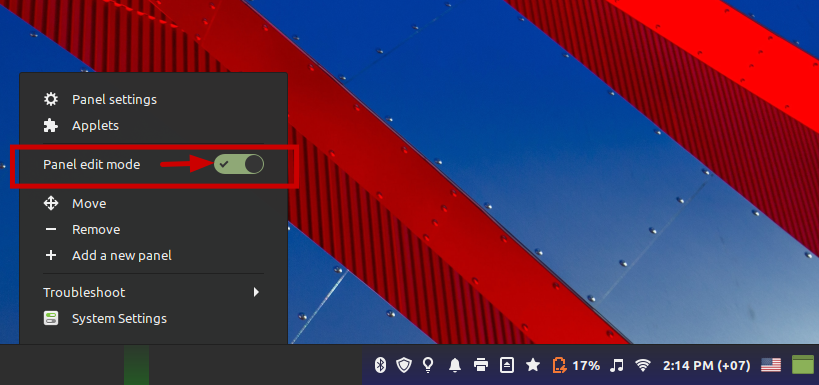 Panel settings
Applets
Panel edit mode
Move
Remove
Add a new panel
Troubleshoot
System Settings
17% 2:14 PM (+07)